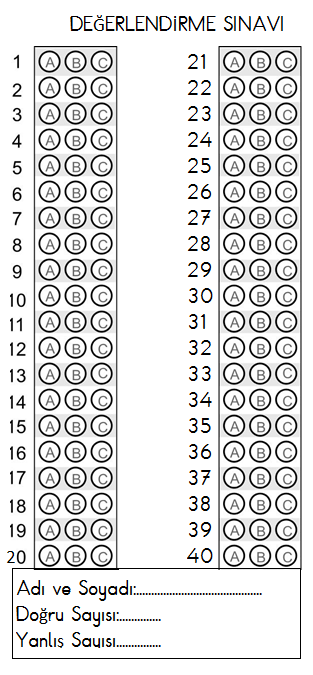 DEĞERLENDİRME SINAVI
1 A B C 21 A B C
2 A B C 22 A B C
3 A B C 23 A B C
4 A B C 24 A B C
5 A B C 25 A B C
6 A B C 26 A B C
7 A B C 27 A B C
8 A B C 28 A B C
9 A B C 29 A B C
10 A B C 30 A B C
11 A B C 31 A B C
12 A B C 32 A B C
13 A B C 33 A B C
14 A B C 34 A B C
15 A B C 35 A B C
16 A B C 36 A B C
17 A B C 37 A B C
18 A B C 38 A B C
19 A B C 39 A B C
20 A B C 40 A B C
Adı ve Soyadı:..........................................
Doğru Sayısı:..............
Yanlış Sayısı...............